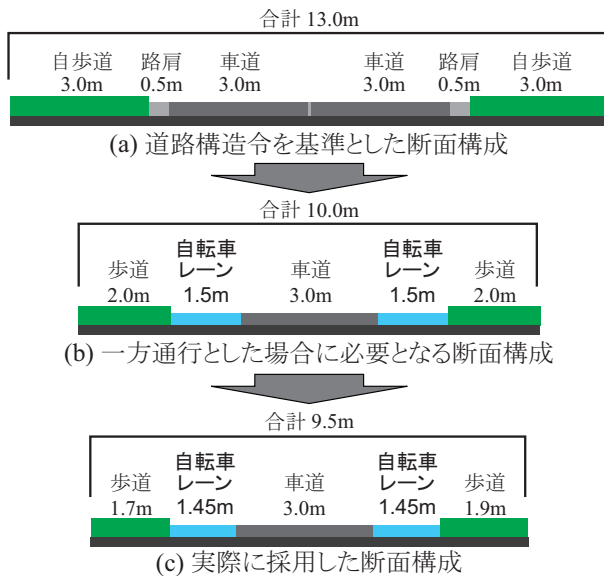 合計 13.0m
自歩道 路肩 車道 車道 路肩 自歩道
3.0m 0.5m 3.0m 3.0m 0.5m 3.0m
(a) 道路構造令を基準とした断面構成
合計 10.0m
歩道 自転車レーン 車道 自転車レーン 歩道
2.0m 1.5m 3.0m 1.5m 2.0m
(b) 一方通行とした場合に必要となる断面構成
合計 9.5m
歩道 自転車レーン 車道 自転車レーン 歩道
1.7m 1.45m 3.0m 1.45m 1.9m
(c) 実際に採用した断面構成